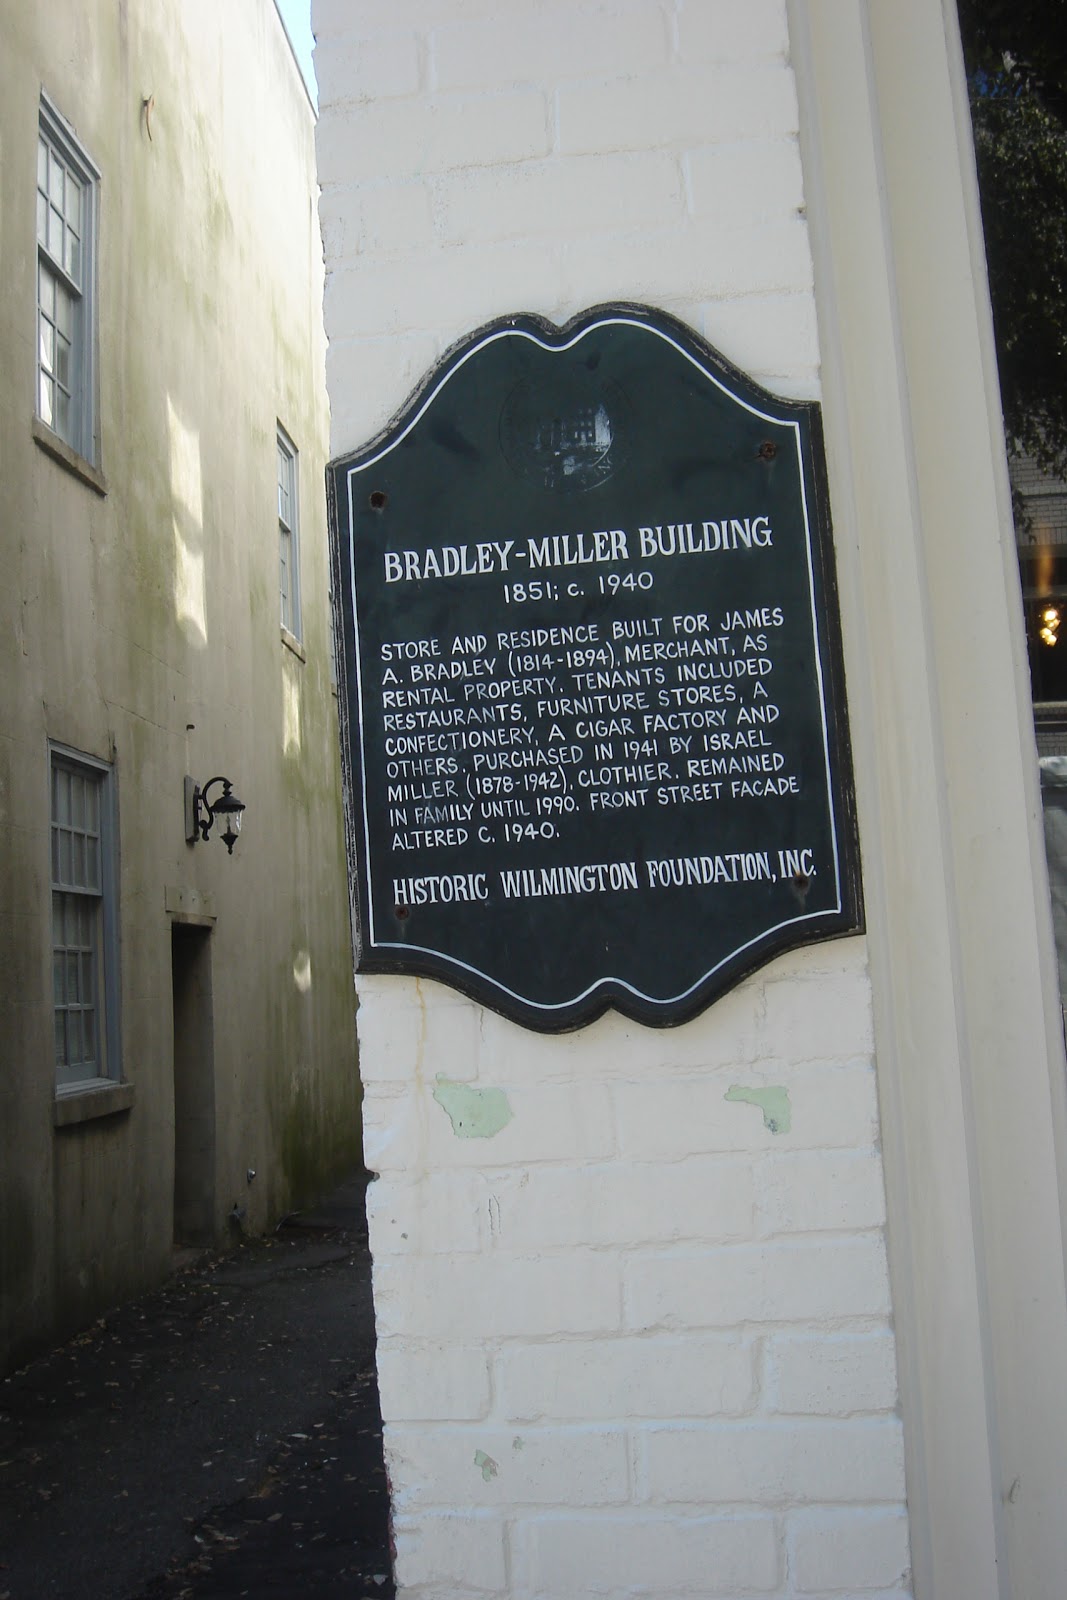 BRADLEY-MILLER BUILDING
1851; c. 1940
STORE AND RESIDENCE BUILT FOR JAMES
A. BRADLEY (1814-1894), MERCHANT, AS
RENTAL PROPERTY. TENANTS INCLUDED
RESTAURANTS, FURNITURE STORES, A
CONFECTIONERY, A CIGAR FACTORY AND
OTHERS. PURCHASED IN 1941 BY ISRAEL
MILLER (1878-1942), CLOTHIER. REMAINED
IN FAMILY UNTIL 1990. FRONT STREET FACADE
ALTERED C. 1940.
HISTORIC WILMINGTON FOUNDATION, INC.